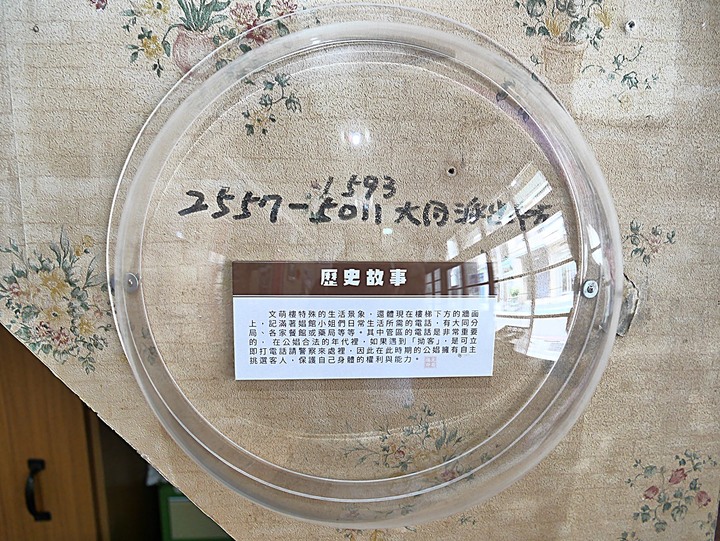 1593
2557-5011 大同派出所
歷史故事
文萌樓特殊的生活景象，還體現在樓梯下方的牆面
上，記滿著娼館小姐們日常生活所需的電話，有大同分
局、各家餐館或藥局等等。其中管區的電話是非常重要
的，在公娼合法的年代裡，如果遇到「拗客」，是可立
即打電話請警察來處裡，因此在此時期的公娼擁有自主
挑選客人，保護自己身體的權利與能力。